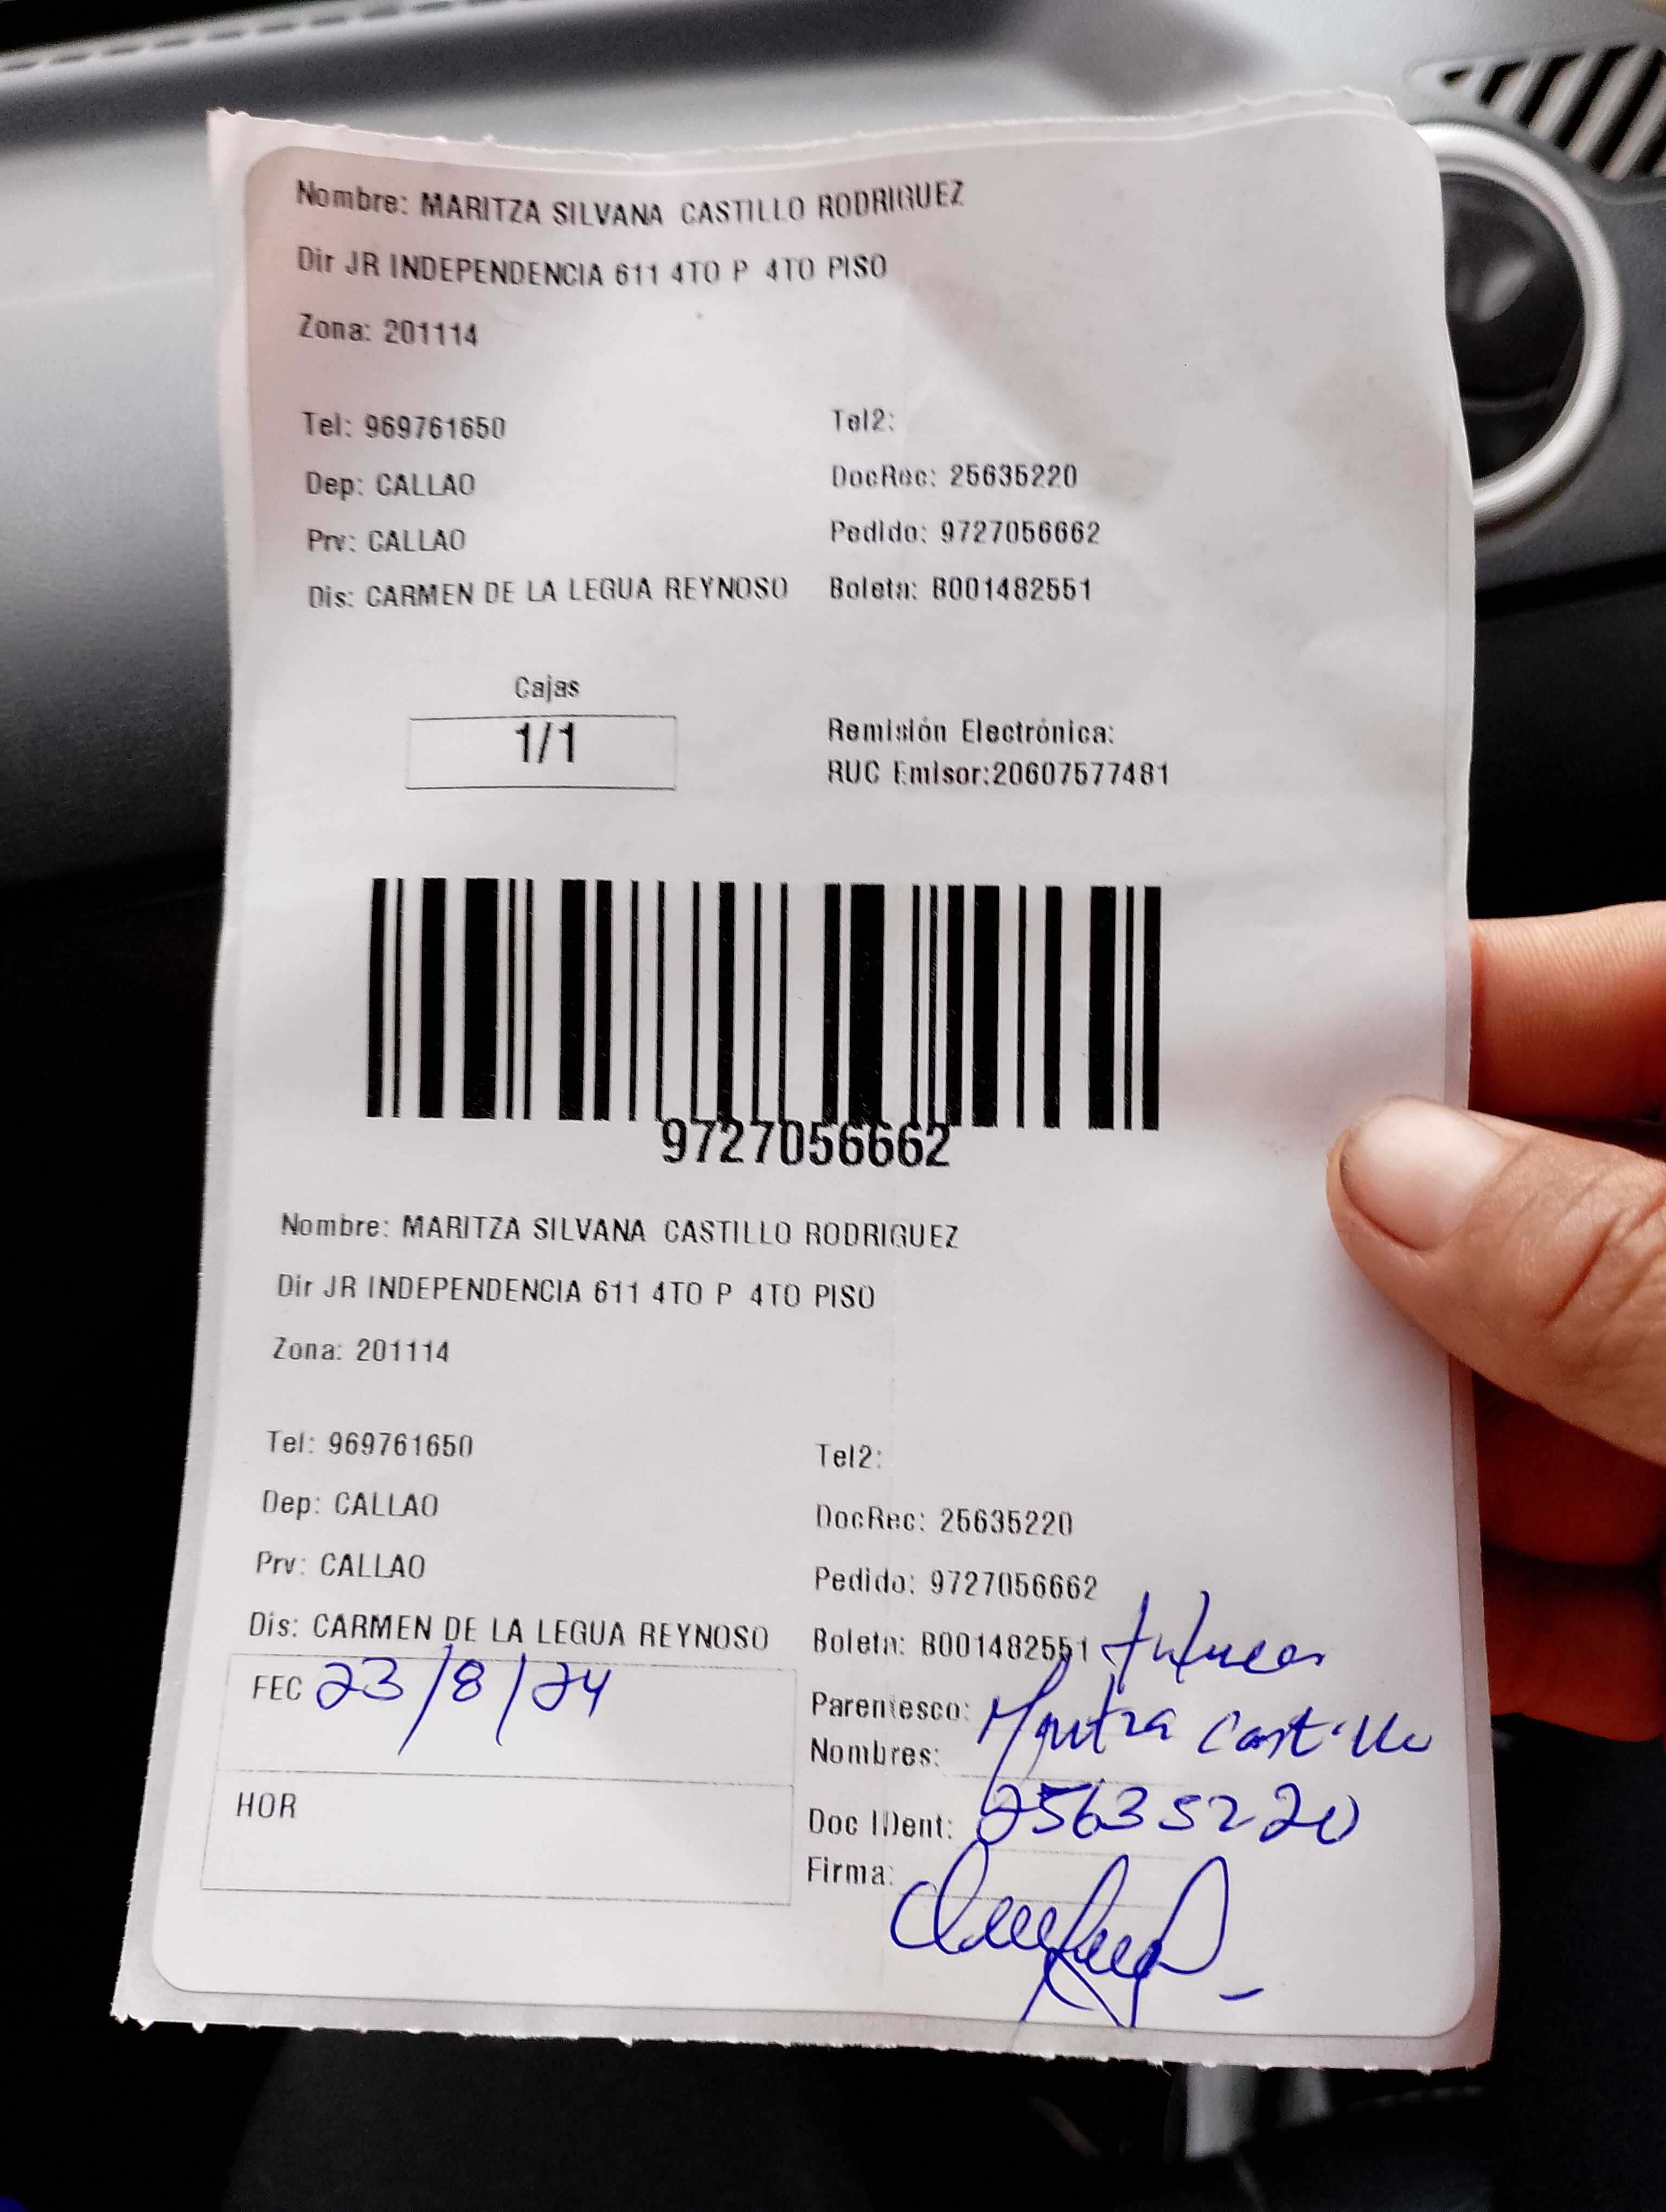 Nombre: MARITZA SILVANA CASTILLO RODRIGUEZ
Dir JR INDEPENDENCIA 611 4TO P 4TO PISO
Zona: 201114
Tel: 969761650 Tel2:
Dep: CALLAO DocRec: 25635220
Prv: CALLAO Pedido: 9727056662
Dis: CARMEN DE LA LEGUA REYNOSO Boleta: B001482551
Cajas
1/1
Remisión Electrónica:
RUC Emisor:20607577481
9727056662
Nombre: MARITZA SILVANA CASTILLO RODRIGUEZ
Dir JR INDEPENDENCIA 611 4TO P 4TO PISO
Zona: 201114
Tel: 969761650 Tel2:
Dep: CALLAO DocRec: 25635220
Prv: CALLAO Pedido: 9727056662
Dis: CARMEN DE LA LEGUA REYNOSO Boleta: B001482551
FEC 23/8/24
Parentesco:
Nombres: Maritza Castillo
HOR
Doc IDent: 25635220
Firma: